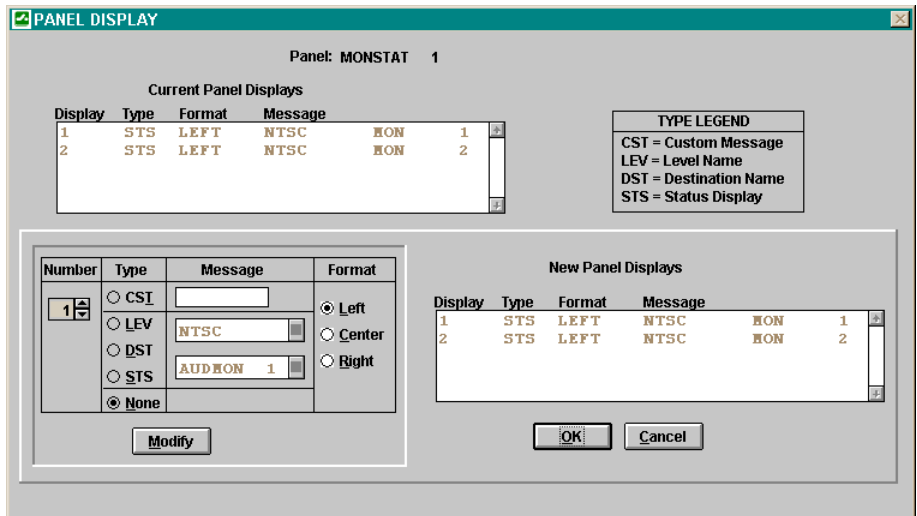 PANEL DISPLAY
Panel: MONSTAT 1
Current Panel Displays
Display Type Format Message
1 STS LEFT NTSC MON 1
2 STS LEFT NTSC MON 2
TYPE LEGEND
CST = Custom Message
LEV = Level Name
DST = Destination Name
STS = Status Display
Number Type Message Format
1
CST
LEV NTSC
DST
STS AUDMON 1
None
Left
Center
Right
Modify
New Panel Displays
Display Type Format Message
1 STS LEFT NTSC MON 1
2 STS LEFT NTSC MON 2
OK Cancel